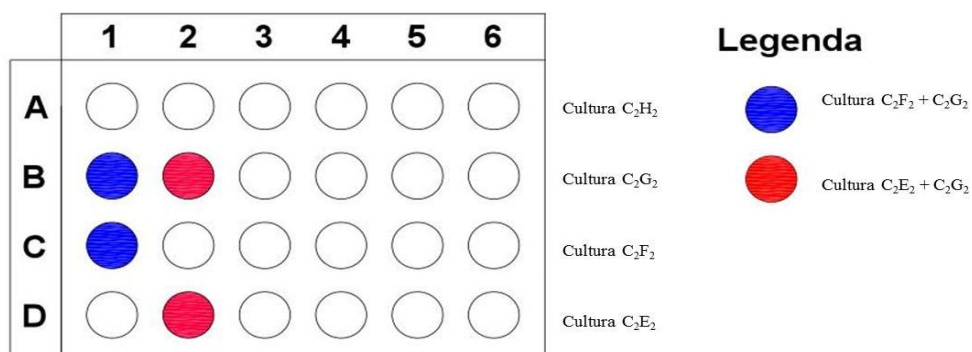 1 2 3 4 5 6
Legenda
A
Cultura C₂H₂
Cultura C₂F₂ + C₂G₂
B
Cultura C₂G₂
Cultura C₂E₂ + C₂G₂
C
Cultura C₂F₂
D
Cultura C₂E₂